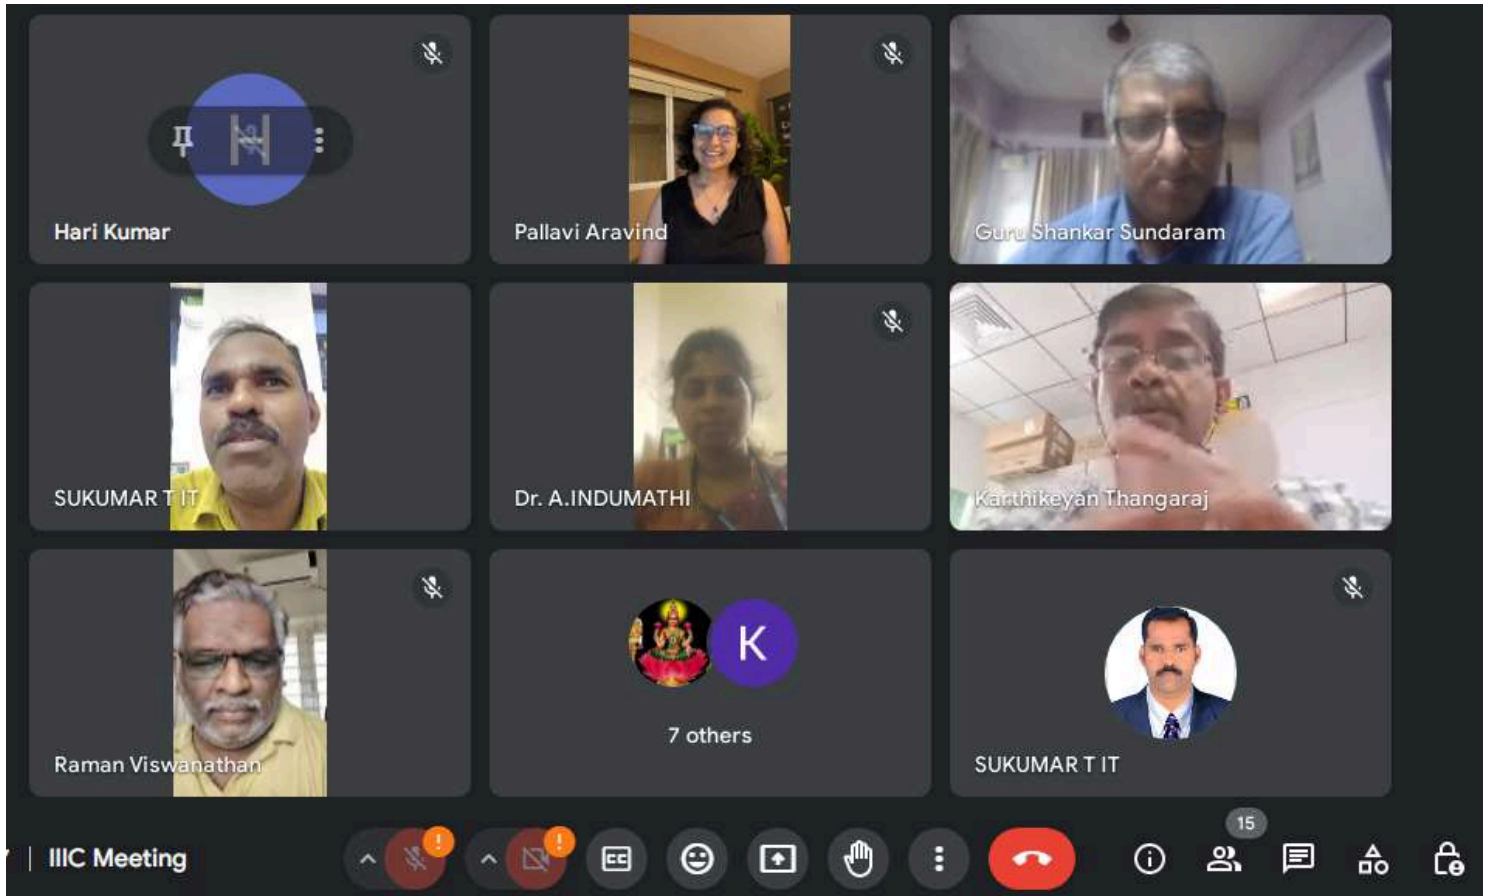 H
Hari Kumar
Pallavi Aravind
Guru Shankar Sundaram
SUKUMAR T IT
Dr. A.INDUMATHI
Karthikeyan Thangaraj
Raman Viswanathan
K
7 others
SUKUMAR T IT
| IIIC Meeting
!
!
CC
15